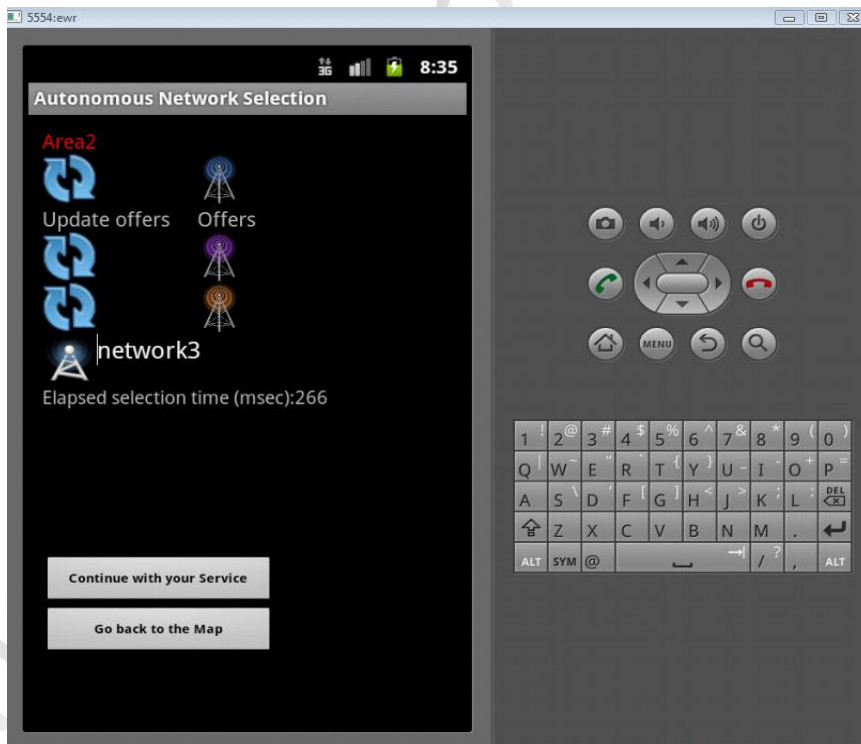 5554:ewr
3G 8:35
Autonomous Network Selection
Area2
Update offers Offers
network3
Elapsed selection time (msec):266
Continue with your Service
Go back to the Map
MENU
1 ! 2 @ 3 # 4 $ 5 % 6 ^ 7 & 8 * 9 ( 0 )
Q | W ~ E " R ` T { Y } U - I - O + P =
A S \ D ' F [ G ] H < J > K ; L : DEL
Z X C V B N M .
ALT SYM @ / ? , ALT